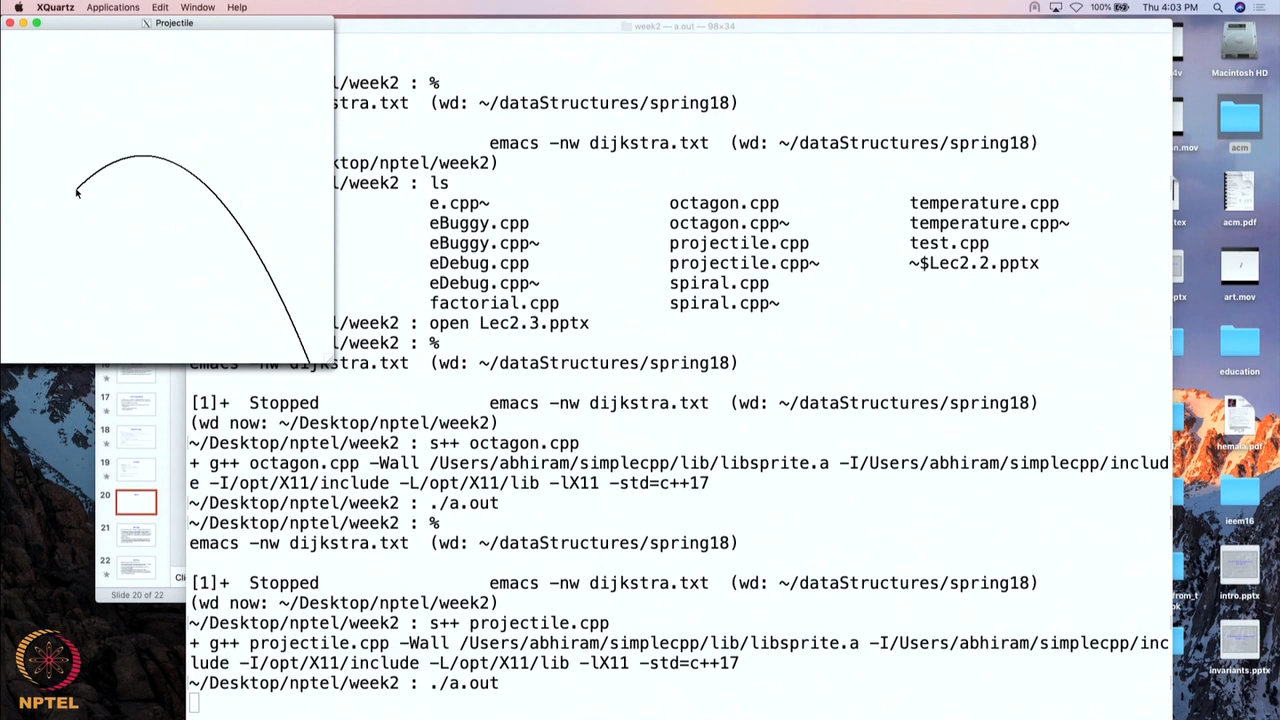 XQuartz Applications Edit Window Help 100% Thu 4:03 PM
Projectile
week2 — a.out — 98×34
/week2 : %
stra.txt (wd: ~/dataStructures/spring18)
emacs -nw dijkstra.txt (wd: ~/dataStructures/spring18)
ktop/nptel/week2)
/week2 : ls
e.cpp~ octagon.cpp temperature.cpp
eBuggy.cpp octagon.cpp~ temperature.cpp~
eBuggy.cpp~ projectile.cpp test.cpp
eDebug.cpp projectile.cpp~ ~$Lec2.2.pptx
eDebug.cpp~ spiral.cpp
factorial.cpp spiral.cpp~
/week2 : open Lec2.3.pptx
/week2 : %
emacs -nw dijkstra.txt (wd: ~/dataStructures/spring18)
[1]+ Stopped emacs -nw dijkstra.txt (wd: ~/dataStructures/spring18)
(wd now: ~/Desktop/nptel/week2)
~/Desktop/nptel/week2 : s++ octagon.cpp
+ g++ octagon.cpp -Wall /Users/abhiram/simplecpp/lib/libsprite.a -I/Users/abhiram/simplecpp/includ
e -I/opt/X11/include -L/opt/X11/lib -lX11 -std=c++17
~/Desktop/nptel/week2 : ./a.out
~/Desktop/nptel/week2 : %
emacs -nw dijkstra.txt (wd: ~/dataStructures/spring18)
[1]+ Stopped emacs -nw dijkstra.txt (wd: ~/dataStructures/spring18)
(wd now: ~/Desktop/nptel/week2)
~/Desktop/nptel/week2 : s++ projectile.cpp
+ g++ projectile.cpp -Wall /Users/abhiram/simplecpp/lib/libsprite.a -I/Users/abhiram/simplecpp/inc
lude -I/opt/X11/include -L/opt/X11/lib -lX11 -std=c++17
~/Desktop/nptel/week2 : ./a.out
17
18
19
20
21
22
Slide 20 of 22
Cli
NPTEL
Macintosh HD
acm
acm.pdf
art.mov
education
hemala.pdf
ieem16
intro.pptx
invariants.pptx